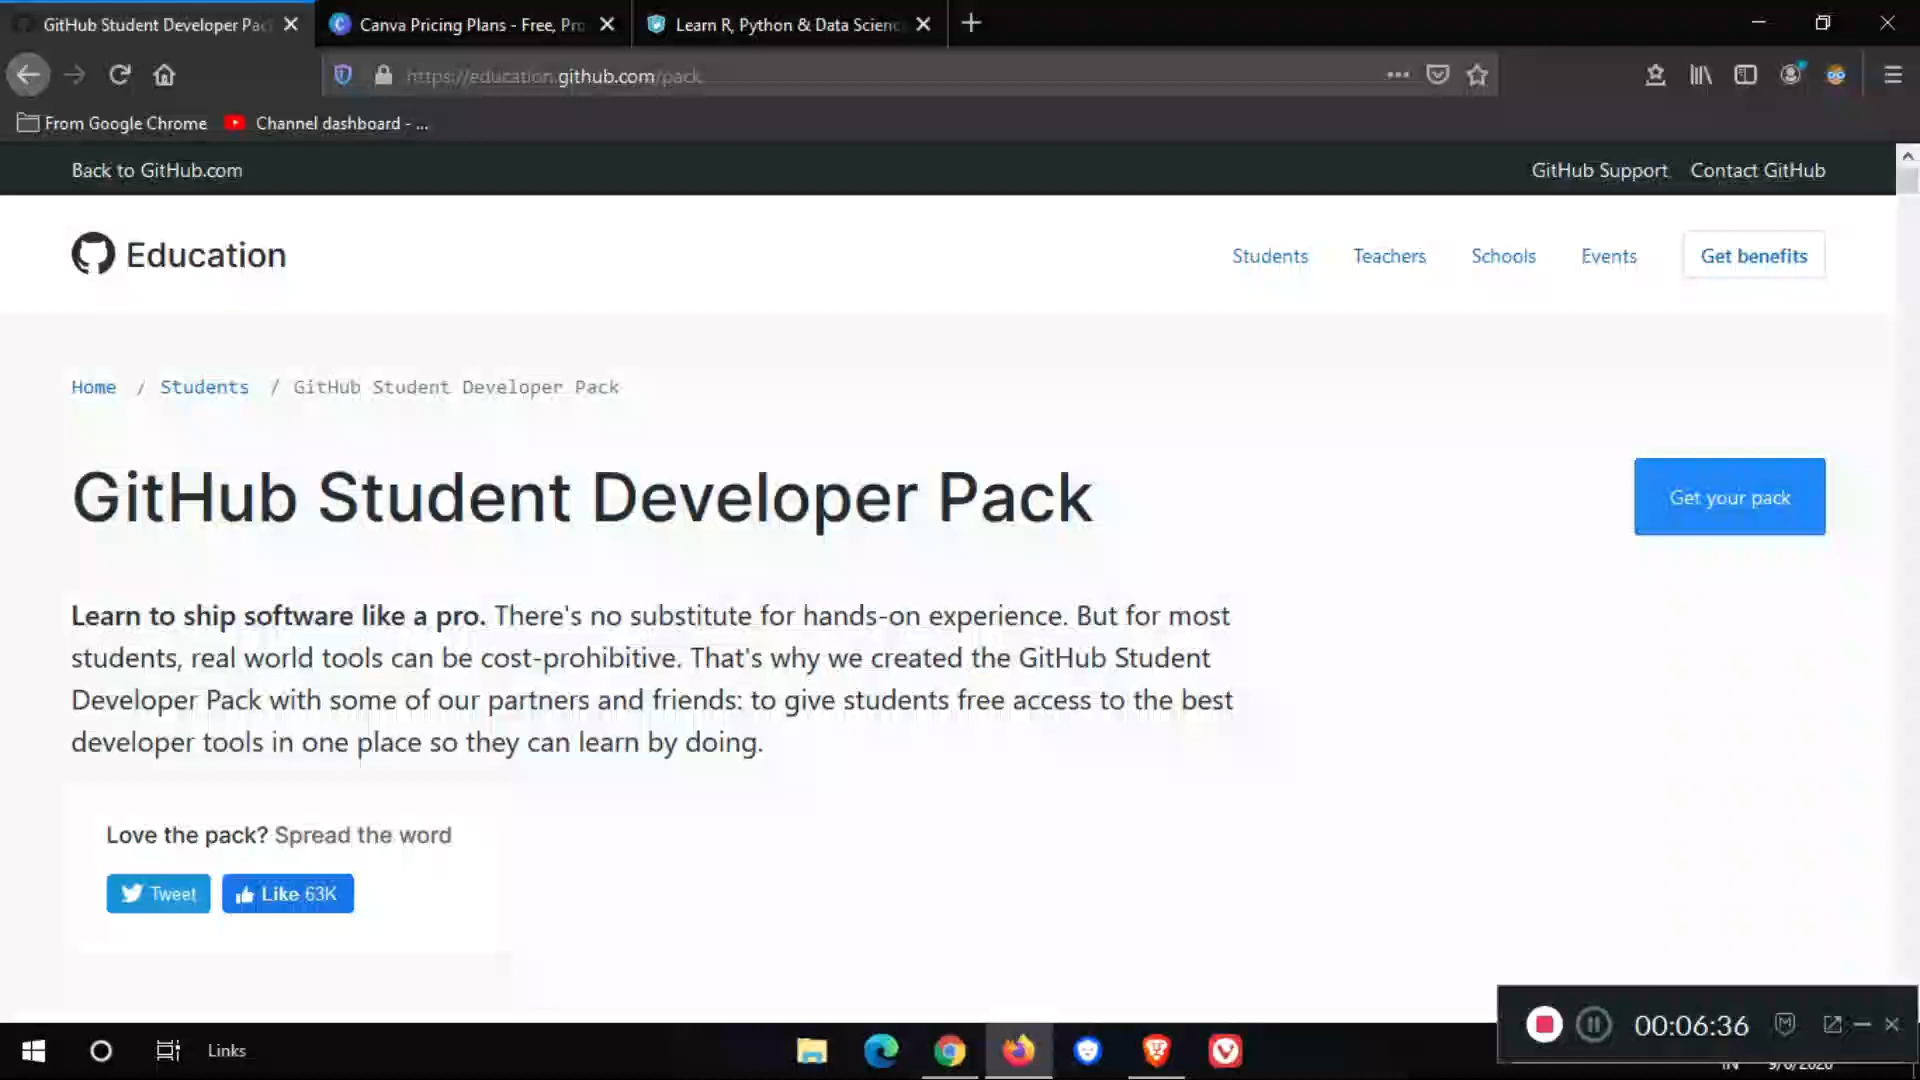 GitHub Student Developer Pac
Canva Pricing Plans - Free, Pro
Learn R, Python & Data Scienc
https://education.github.com/pack
From Google Chrome
Channel dashboard - ...
Back to GitHub.com
GitHub Support
Contact GitHub
Education
Students
Teachers
Schools
Events
Get benefits
Home / Students / GitHub Student Developer Pack
GitHub Student Developer Pack
Get your pack
Learn to ship software like a pro. There's no substitute for hands-on experience. But for most
students, real world tools can be cost-prohibitive. That's why we created the GitHub Student
Developer Pack with some of our partners and friends: to give students free access to the best
developer tools in one place so they can learn by doing.
Love the pack? Spread the word
Tweet
Like 63K
00:06:36
Links